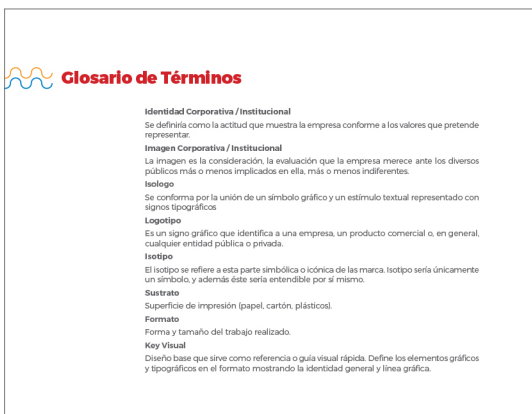 Glosario de Términos
Identidad Corporativa / Institucional
Se definiría como la actitud que muestra la empresa conforme a los valores que pretende
representar.
Imagen Corporativa / Institucional
La imagen es la consideración, la evaluación que la empresa merece ante los diversos
públicos más o menos implicados en ella, más o menos indiferentes.
Isologo
Se conforma por la unión de un símbolo gráfico y un estímulo textual representado con
signos tipográficos
Logotipo
Es un signo gráfico que identifica a una empresa, un producto comercial o, en general,
cualquier entidad pública o privada.
Isotipo
El isotipo se refiere a esta parte simbólica o icónica de las marca. Isotipo sería únicamente
un símbolo, y además éste sería entendible por sí mismo.
Sustrato
Superficie de impresión (papel, cartón, plásticos).
Formato
Forma y tamaño del trabajo realizado.
Key Visual
Diseño base que sirve como referencia o guía visual rápida. Define los elementos gráficos
y tipográficos en el formato mostrando la identidad general y línea gráfica.